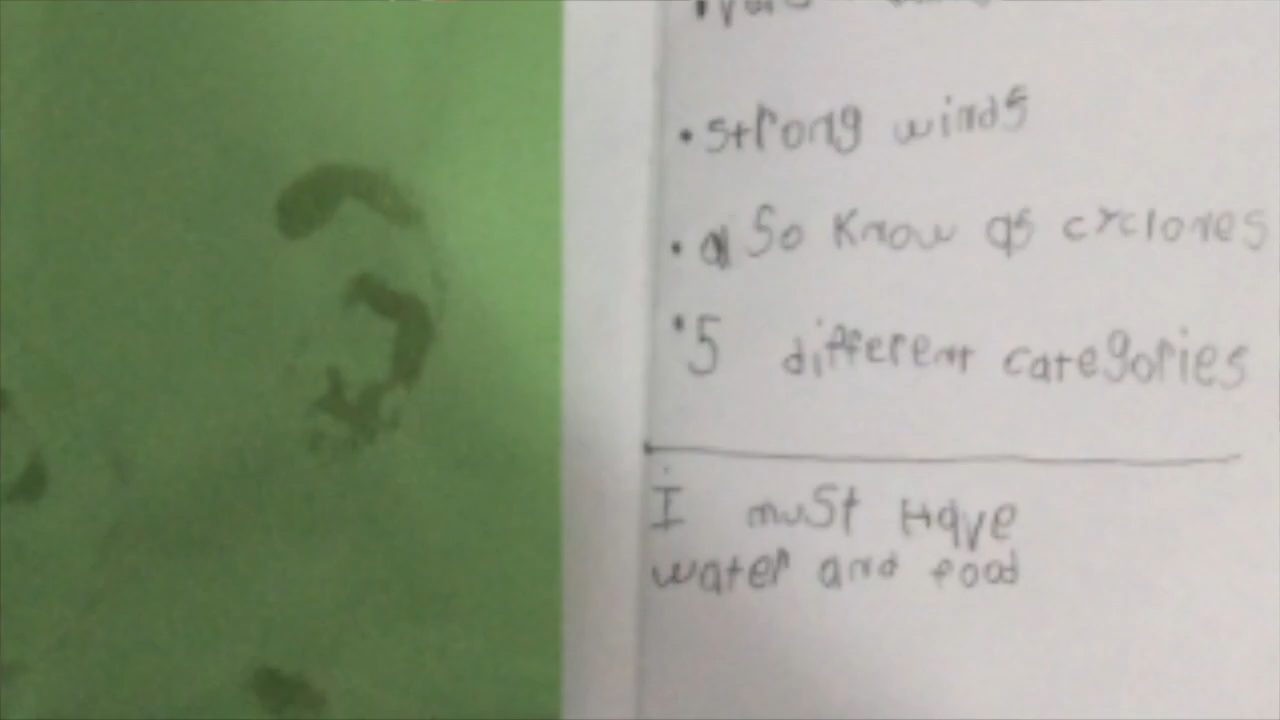 • strong winds
• also know as cyclones
• 5 different categories
I must Have
water and food